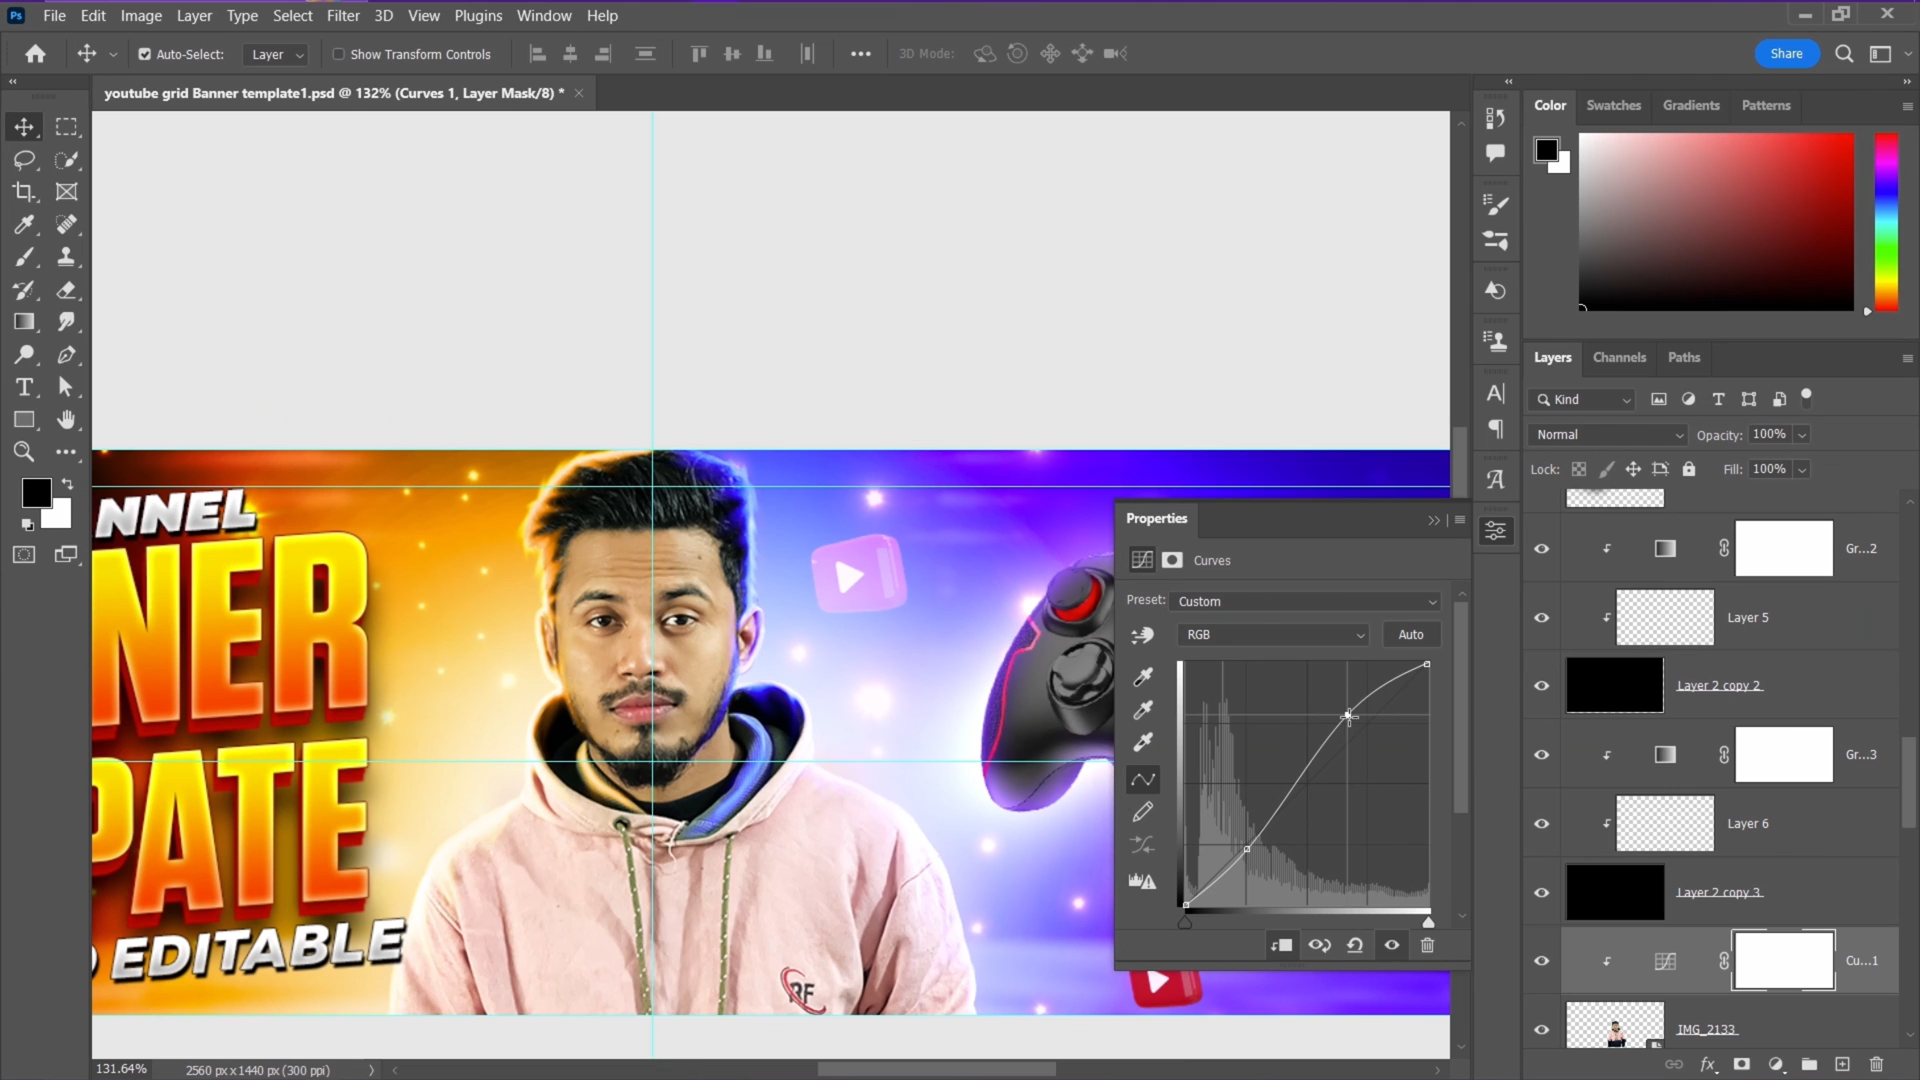 Ps File Edit Image Layer Type Select Filter 3D View Plugins Window Help
Auto-Select: Layer Show Transform Controls 3D Mode: Share
youtube grid Banner template1.psd @ 132% (Curves 1, Layer Mask/8) *
NNEL
NER
PATE
EDITABLE
RF
Properties
Curves
Preset: Custom
RGB Auto
Color Swatches Gradients Patterns
Layers Channels Paths
Kind
Normal Opacity: 100%
Lock: Fill: 100%
Gr...2
Layer 5
Layer 2 copy 2
Gr...3
Layer 6
Layer 2 copy 3
Cu...1
IMG_2133
fx
131.64% 2560 px x 1440 px (300 ppi)